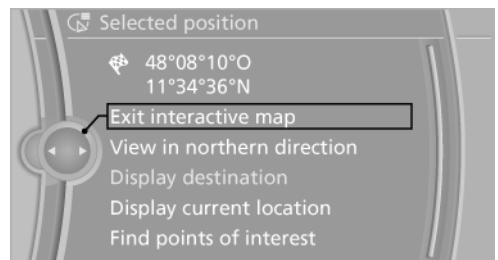 Selected position
48°08'10"O
11°34'36"N
Exit interactive map
View in northern direction
Display destination
Display current location
Find points of interest